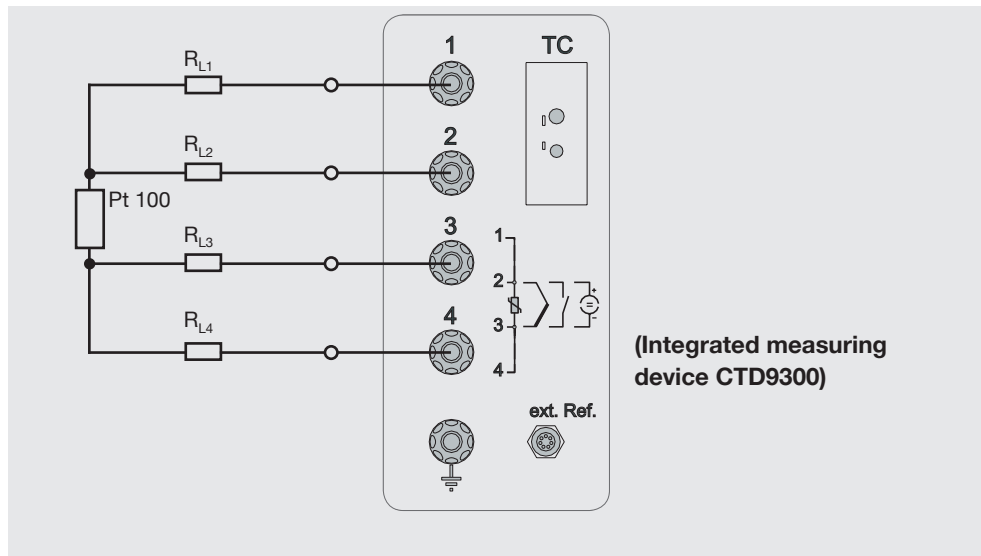 1
TC
R_L1
2
R_L2
Pt 100
3
R_L3
1
2
3
4
+
=
-
4
R_L4
(Integrated measuring
device CTD9300)
ext. Ref.